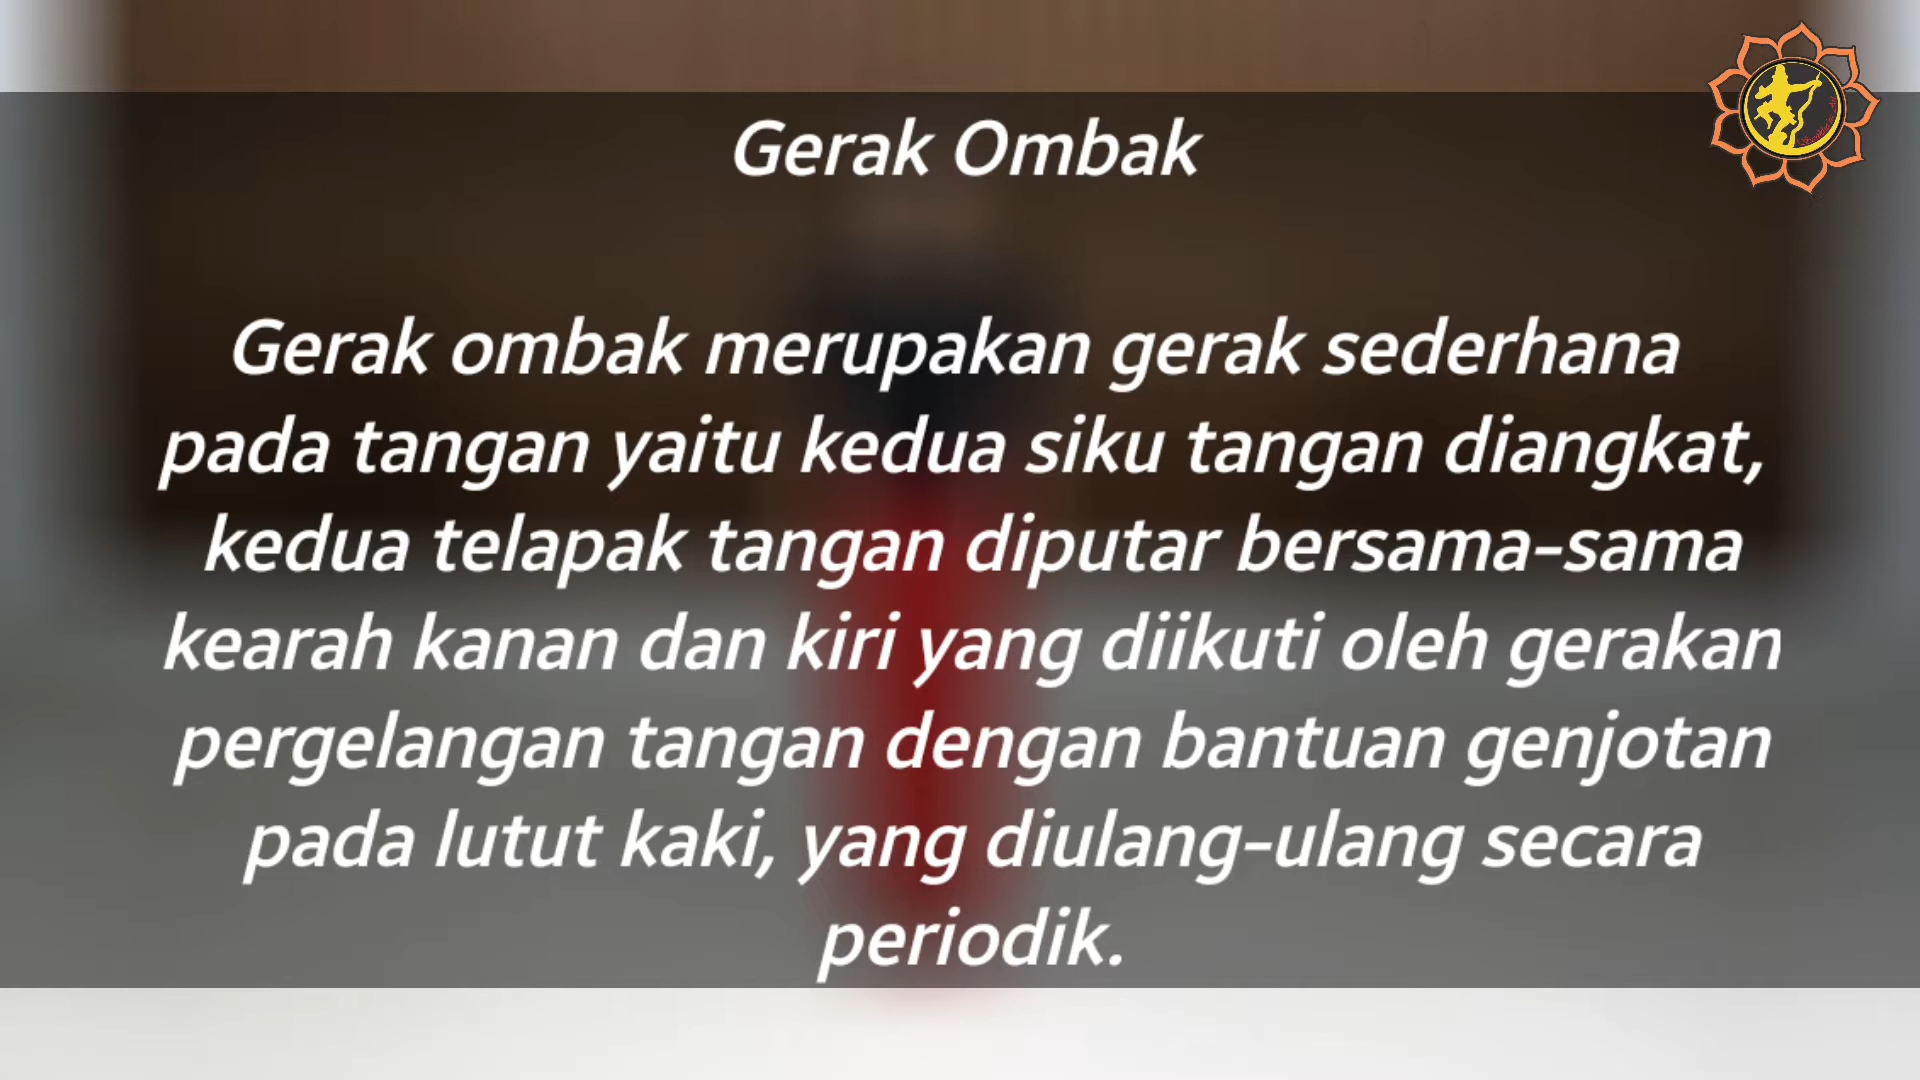 Gerak Ombak
Gerak ombak merupakan gerak sederhana
pada tangan yaitu kedua siku tangan diangkat,
kedua telapak tangan diputar bersama-sama
kearah kanan dan kiri yang diikuti oleh gerakan
pergelangan tangan dengan bantuan genjotan
pada lutut kaki, yang diulang-ulang secara
periodik.